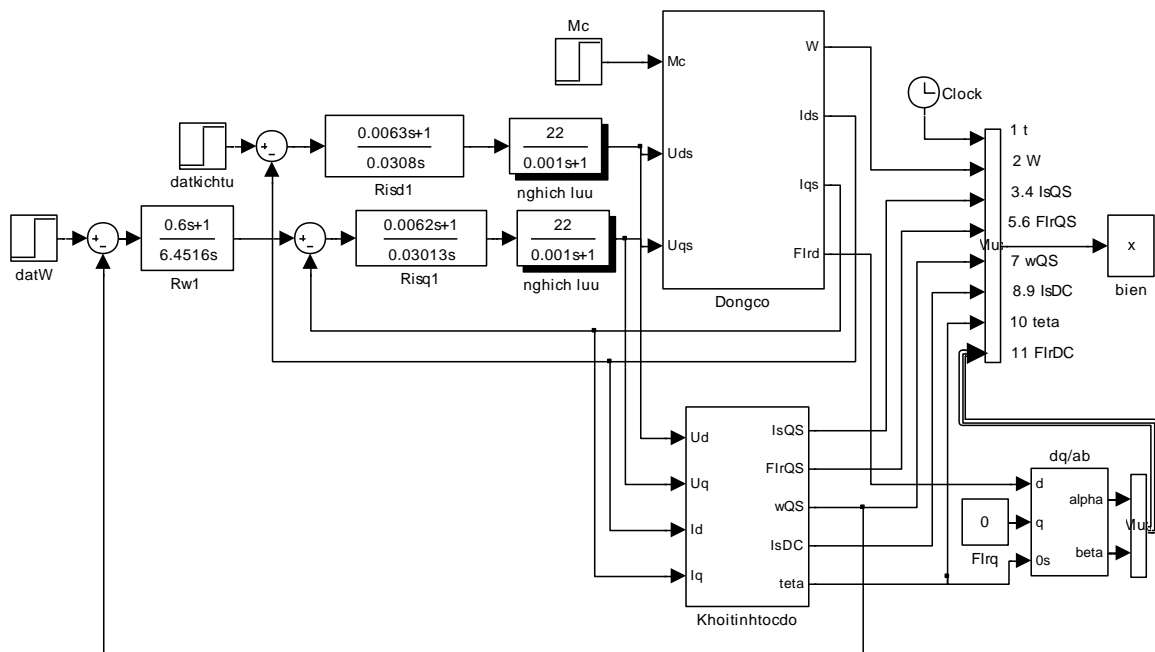 Mc
Mc
W
Ids
Iqs
FIrd
Uds
Uqs
Dongco
Clock
1 t
2 W
3.4 IsQS
5.6 FIrQS
7 wQS
8.9 IsDC
10 teta
11 FIrDC
Mux
x
bien
datkichtu
+
-
0.0063s+1
0.0308s
Risd1
22
0.001s+1
nghich luu
datW
+
-
0.6s+1
6.4516s
Rw1
+
-
0.0062s+1
0.03013s
Risq1
22
0.001s+1
nghich luu
Ud
Uq
Id
Iq
IsQS
FIrQS
wQS
IsDC
teta
Khoitinhtocdo
0
FIrq
dq/ab
d
q
0s
alpha
beta
Mux